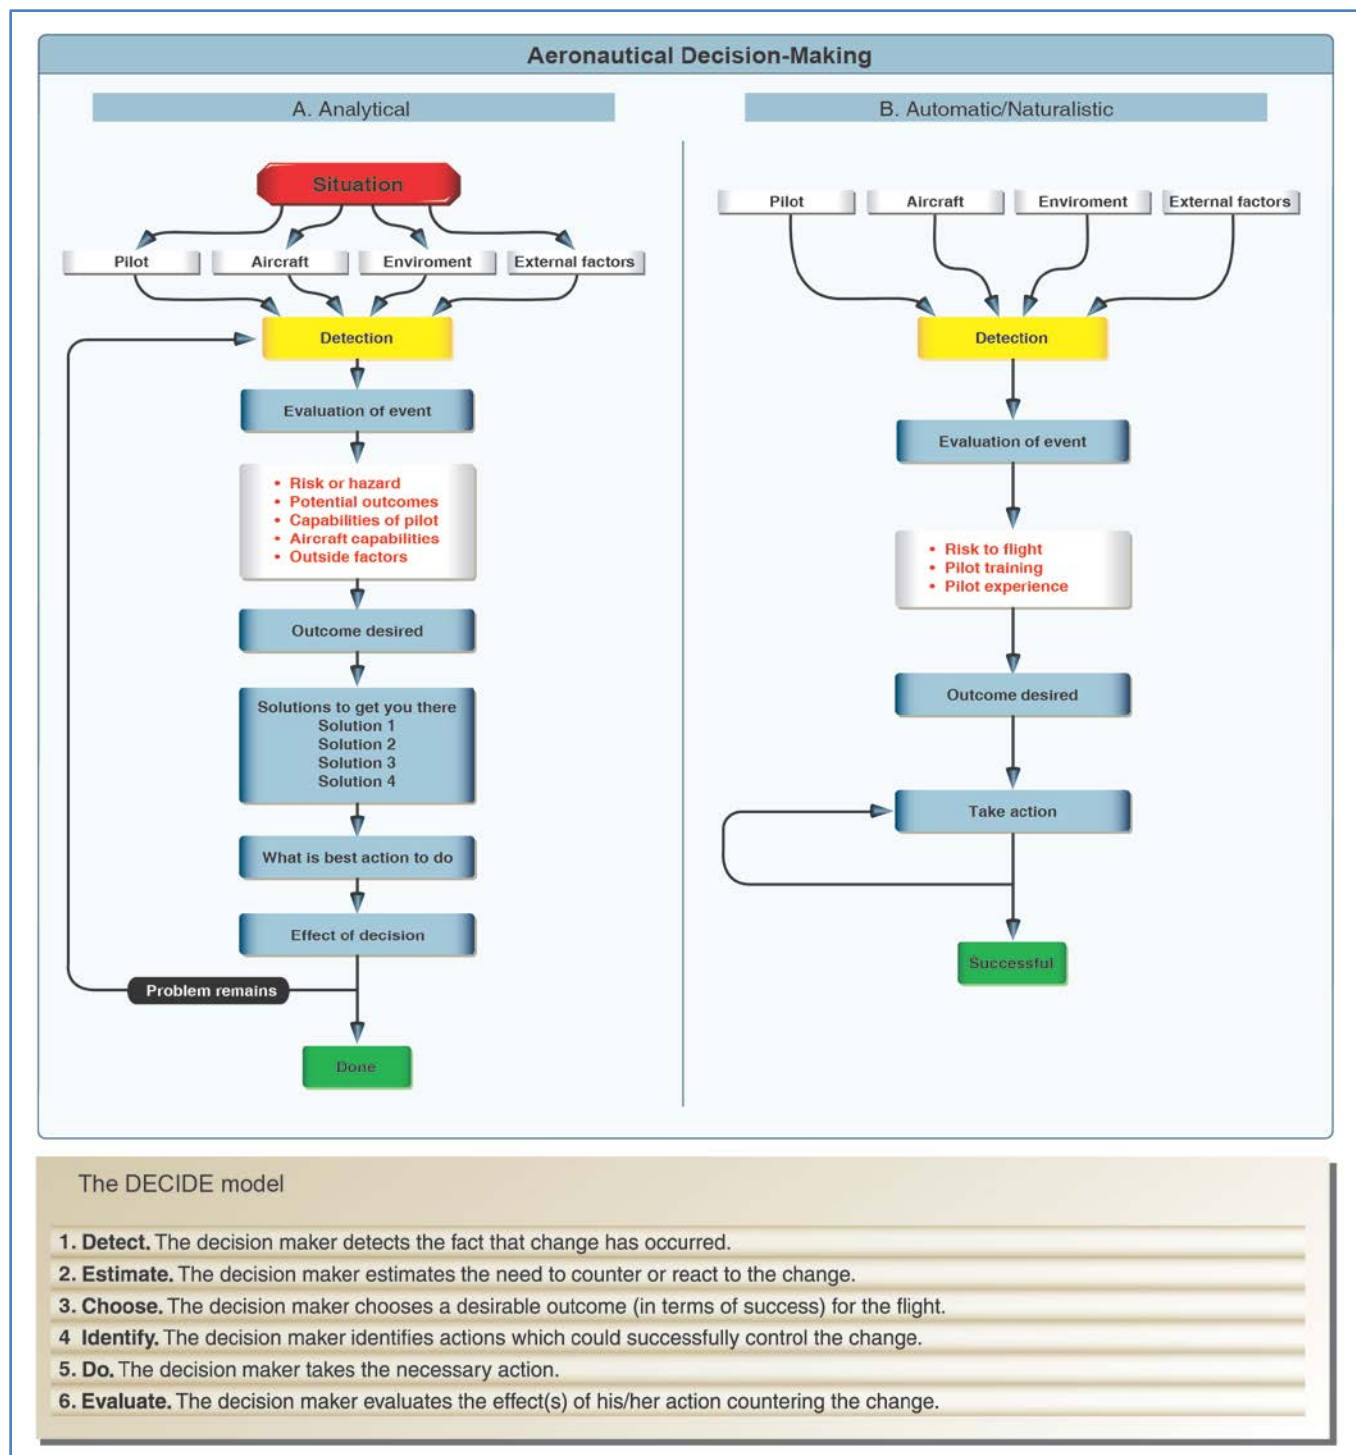 Aeronautical Decision-Making
A. Analytical
Situation
Pilot
Aircraft
Enviroment
External factors
Detection
Evaluation of event
• Risk or hazard
• Potential outcomes
• Capabilities of pilot
• Aircraft capabilities
• Outside factors
Outcome desired
Solutions to get you there
Solution 1
Solution 2
Solution 3
Solution 4
What is best action to do
Effect of decision
Problem remains
Done
B. Automatic/Naturalistic
Pilot
Aircraft
Enviroment
External factors
Detection
Evaluation of event
• Risk to flight
• Pilot training
• Pilot experience
Outcome desired
Take action
Successful
The DECIDE model
1. Detect. The decision maker detects the fact that change has occurred.
2. Estimate. The decision maker estimates the need to counter or react to the change.
3. Choose. The decision maker chooses a desirable outcome (in terms of success) for the flight.
4 Identify. The decision maker identifies actions which could successfully control the change.
5. Do. The decision maker takes the necessary action.
6. Evaluate. The decision maker evaluates the effect(s) of his/her action countering the change.